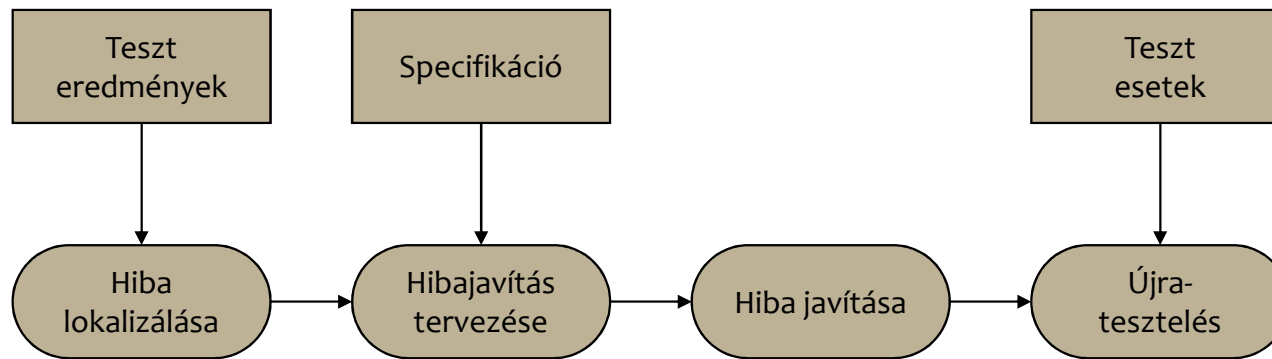 Teszt
eredmények
Specifikáció
Teszt
esetek
Hiba
lokalizálása
Hibajavítás
tervezése
Hiba javítása
Újra-
tesztelés